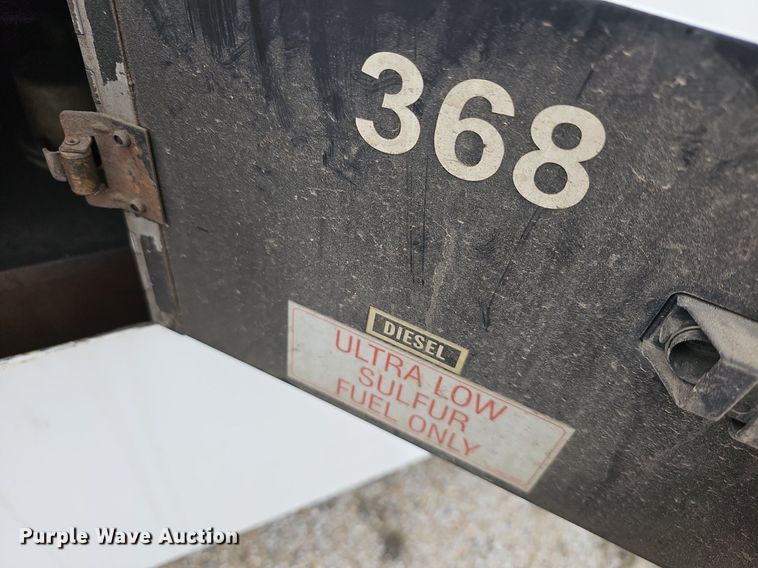 368
DIESEL
ULTRA LOW
SULFUR
FUEL ONLY
Purple Wave Auction